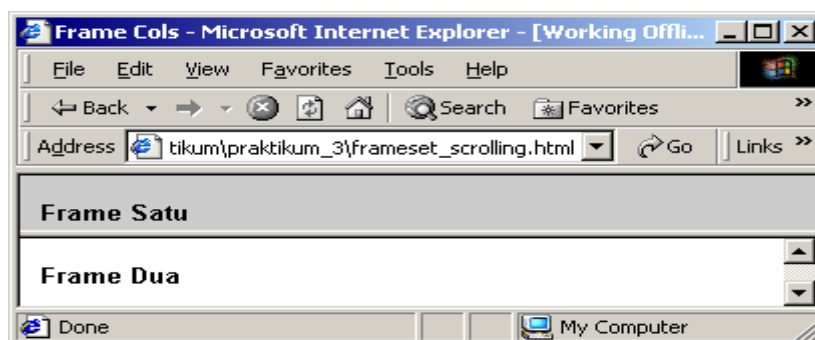 Frame Cols - Microsoft Internet Explorer - [Working Offli...
File Edit View Favorites Tools Help
Back Search Favorites »
Address tikum\praktikum_3\frameset_scrolling.html Go Links »
Frame Satu
Frame Dua
Done My Computer